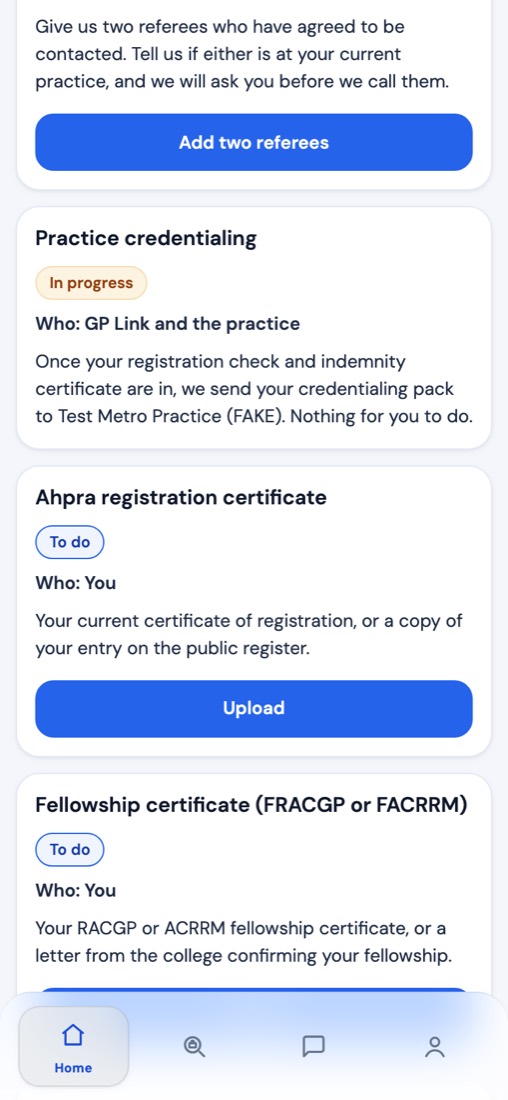 Give us two referees who have agreed to be
contacted. Tell us if either is at your current
practice, and we will ask you before we call them.
Add two referees
Practice credentialing
In progress
Who: GP Link and the practice
Once your registration check and indemnity
certificate are in, we send your credentialing pack
to Test Metro Practice (FAKE). Nothing for you to do.
Ahpra registration certificate
To do
Who: You
Your current certificate of registration, or a copy of
your entry on the public register.
Upload
Fellowship certificate (FRACGP or FACRRM)
To do
Who: You
Your RACGP or ACRRM fellowship certificate, or a
letter from the college confirming your fellowship.
Home